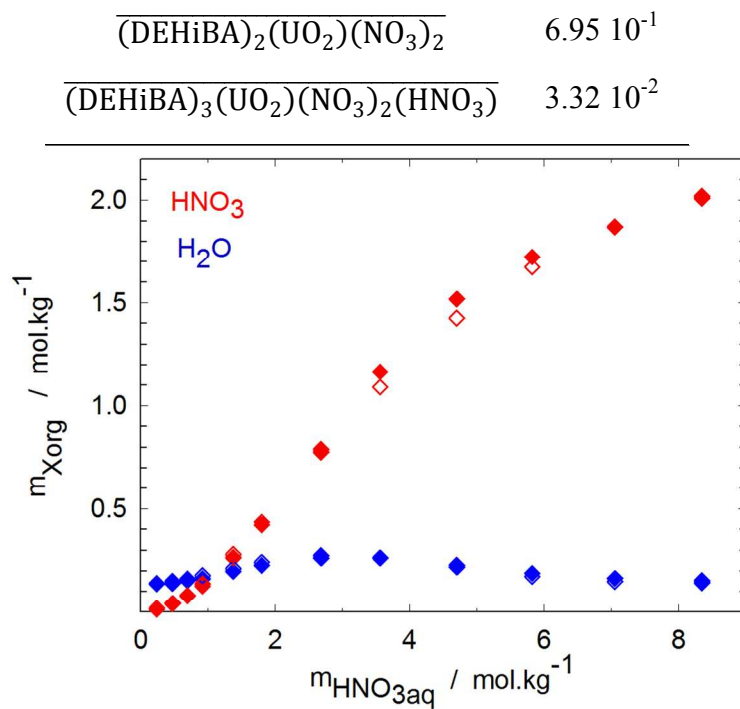 (DEHiBA)₂(UO₂)(NO₃)₂ 6.95 10⁻¹
(DEHiBA)₃(UO₂)(NO₃)₂(HNO₃) 3.32 10⁻²
2.0
HNO₃
H₂O
1.5
1.0
0.5
m_Xorg / mol.kg⁻¹
0 2 4 6 8
m_HNO₃aq / mol.kg⁻¹